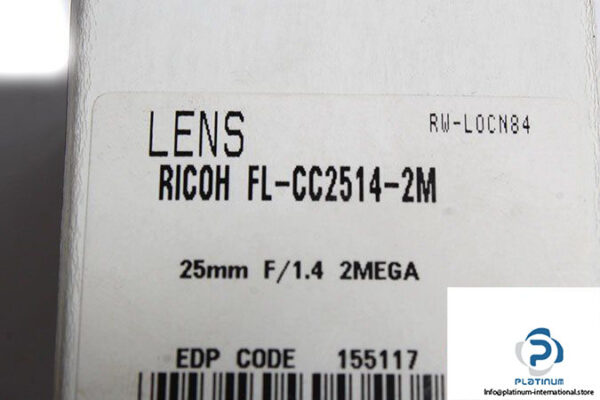 LENS
RW-LOCN84
RICOH FL-CC2514-2M
25mm F/1.4 2MEGA
EDP CODE 155117
PLATINUM
Info@platinum-international.store